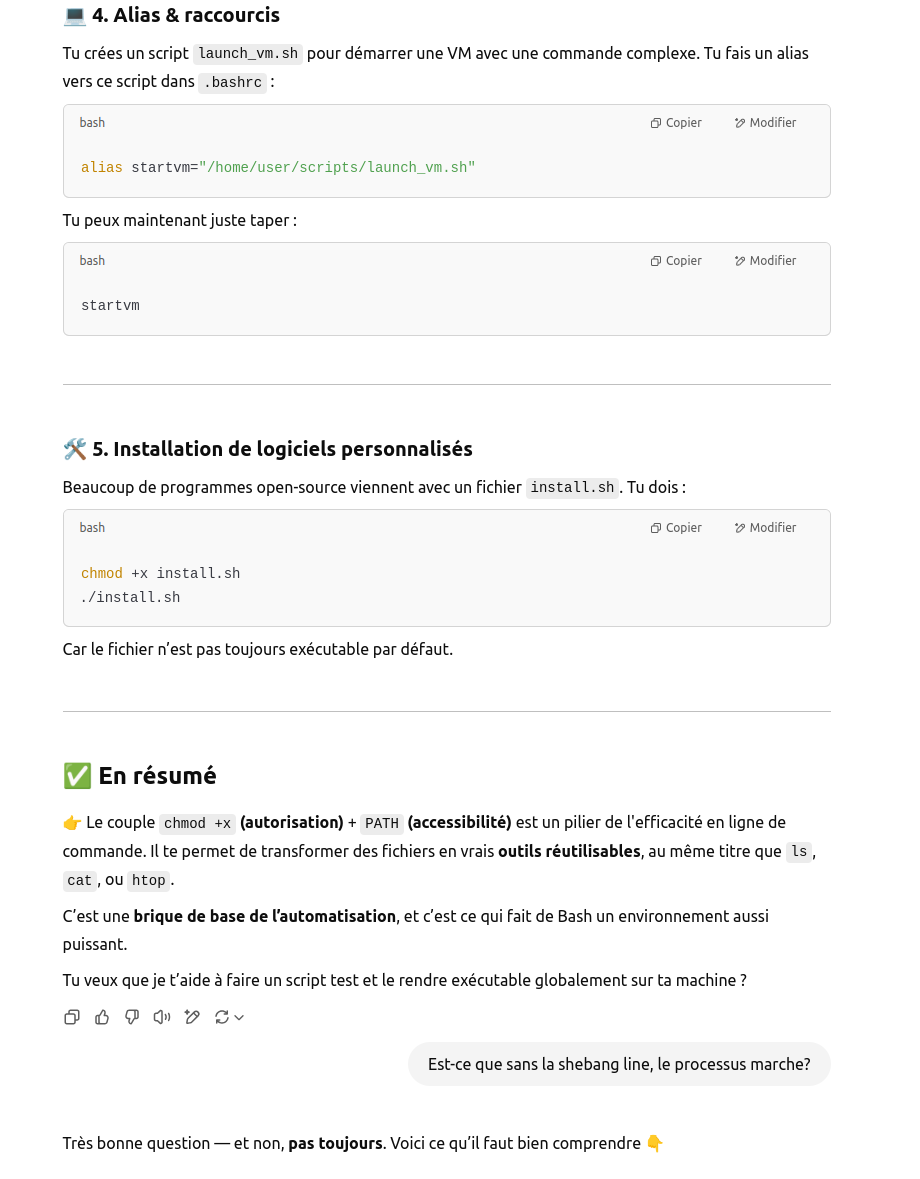 💻 4. Alias & raccourcis
Tu crées un script launch_vm.sh pour démarrer une VM avec une commande complexe. Tu fais un alias
vers ce script dans .bashrc :
bash Copier Modifier
alias startvm="/home/user/scripts/launch_vm.sh"
Tu peux maintenant juste taper :
bash Copier Modifier
startvm
🛠️ 5. Installation de logiciels personnalisés
Beaucoup de programmes open-source viennent avec un fichier install.sh. Tu dois :
bash Copier Modifier
chmod +x install.sh
./install.sh
Car le fichier n’est pas toujours exécutable par défaut.
✅ En résumé
👉 Le couple chmod +x (autorisation) + PATH (accessibilité) est un pilier de l'efficacité en ligne de
commande. Il te permet de transformer des fichiers en vrais outils réutilisables, au même titre que ls,
cat, ou htop.
C’est une brique de base de l’automatisation, et c’est ce qui fait de Bash un environnement aussi
puissant.
Tu veux que je t’aide à faire un script test et le rendre exécutable globalement sur ta machine ?
Est-ce que sans la shebang line, le processus marche?
Très bonne question — et non, pas toujours. Voici ce qu’il faut bien comprendre 👇